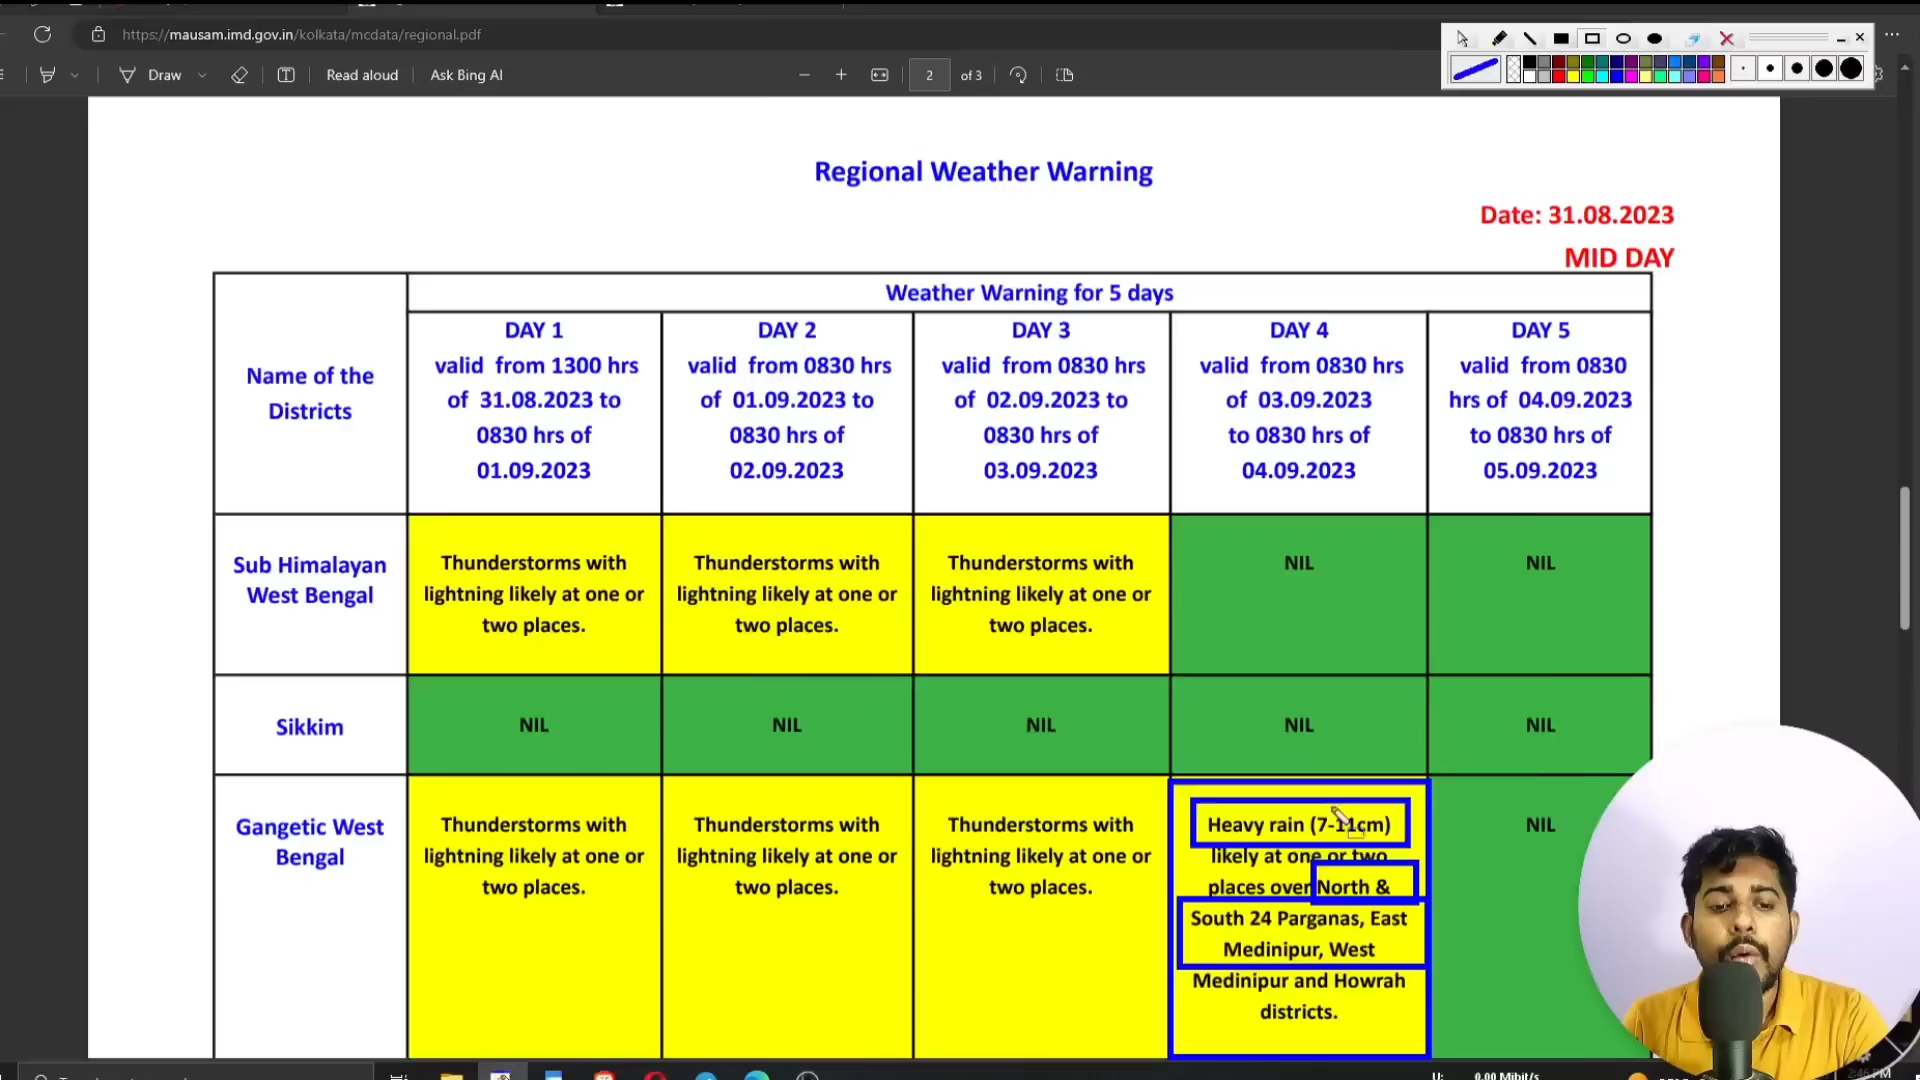 https://mausam.imd.gov.in/kolkata/mcdata/regional.pdf
Draw
Read aloud
Ask Bing AI
2
of 3
Regional Weather Warning
Date: 31.08.2023
MID DAY
Name of the
Districts
Weather Warning for 5 days
DAY 1
valid from 1300 hrs
of 31.08.2023 to
0830 hrs of
01.09.2023
DAY 2
valid from 0830 hrs
of 01.09.2023 to
0830 hrs of
02.09.2023
DAY 3
valid from 0830 hrs
of 02.09.2023 to
0830 hrs of
03.09.2023
DAY 4
valid from 0830 hrs
of 03.09.2023
to 0830 hrs of
04.09.2023
DAY 5
valid from 0830
hrs of 04.09.2023
to 0830 hrs of
05.09.2023
Sub Himalayan
West Bengal
Thunderstorms with
lightning likely at one or
two places.
Thunderstorms with
lightning likely at one or
two places.
Thunderstorms with
lightning likely at one or
two places.
NIL
NIL
Sikkim
NIL
NIL
NIL
NIL
NIL
Gangetic West
Bengal
Thunderstorms with
lightning likely at one or
two places.
Thunderstorms with
lightning likely at one or
two places.
Thunderstorms with
lightning likely at one or
two places.
Heavy rain (7-11cm)
likely at one or two
places over North &
South 24 Parganas, East
Medinipur, West
Medinipur and Howrah
districts.
NIL
U:
0.00 Mibit/s